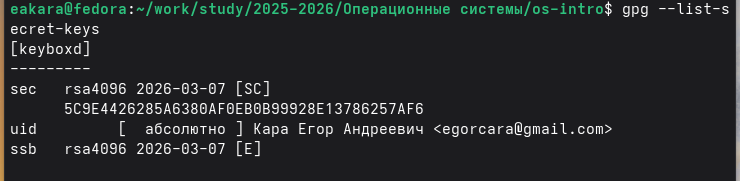 eakara@fedora:~/work/study/2025-2026/Операционные системы/os-intro$ gpg --list-s
ecret-keys
[keyboxd]
---------
sec   rsa4096 2026-03-07 [SC]
      5C9E4426285A6380AF0EB0B99928E13786257AF6
uid         [  абсолютно ] Кара Егор Андреевич <egorcara@gmail.com>
ssb   rsa4096 2026-03-07 [E]